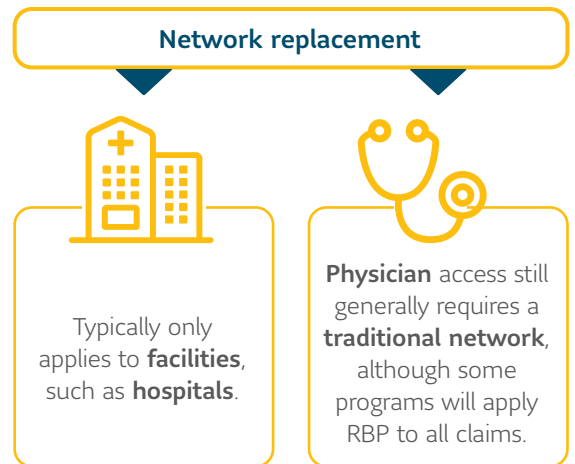 Network replacement
Typically only
applies to facilities,
such as hospitals.
Physician access still
generally requires a
traditional network,
although some
programs will apply
RBP to all claims.